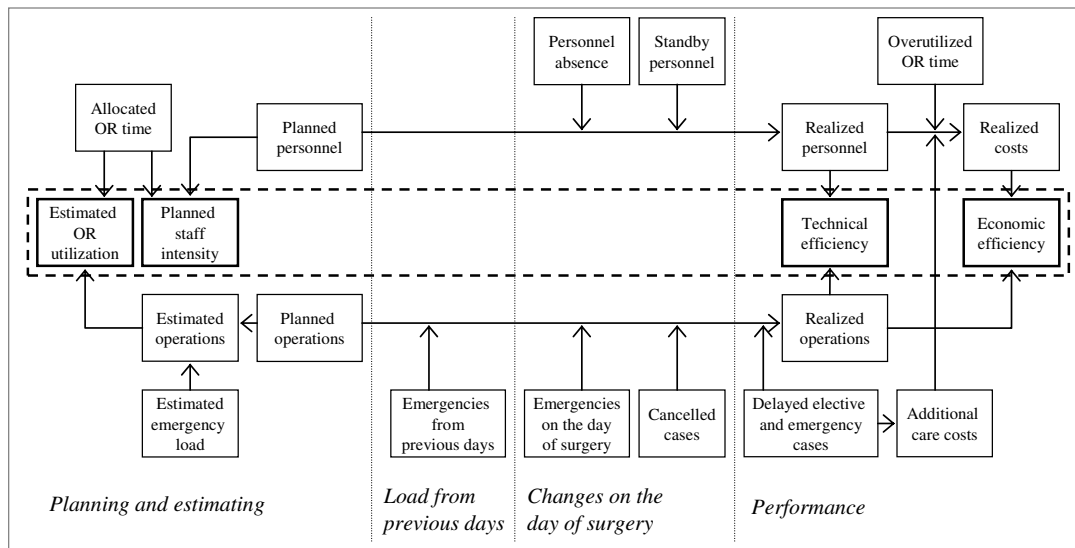 Personnel
absence
Standby
personnel
Overutilized
OR time
Allocated
OR time
Planned
personnel
Realized
personnel
Realized
costs
Estimated
OR
utilization
Planned
staff
intensity
Technical
efficiency
Economic
efficiency
Estimated
operations
Planned
operations
Realized
operations
Estimated
emergency
load
Emergencies
from
previous days
Emergencies
on the day
of surgery
Cancelled
cases
Delayed elective
and emergency
cases
Additional
care costs
Planning and estimating
Load from
previous days
Changes on the
day of surgery
Performance